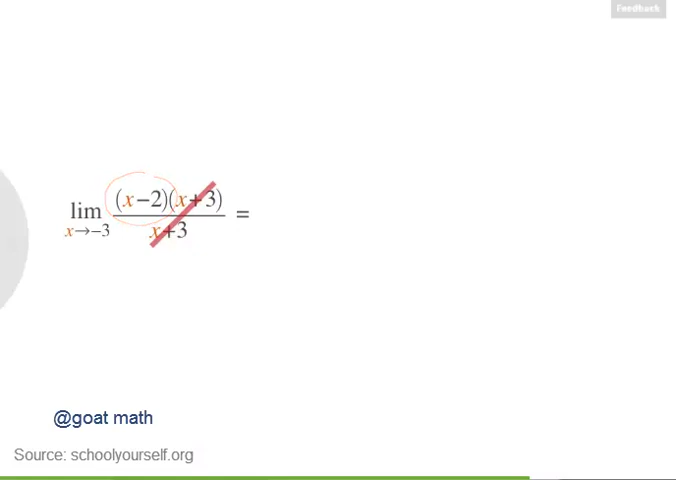 Feedback
lim x→−3 (x−2)(x+3) / x+3 =
@goat math
Source: schoolyourself.org